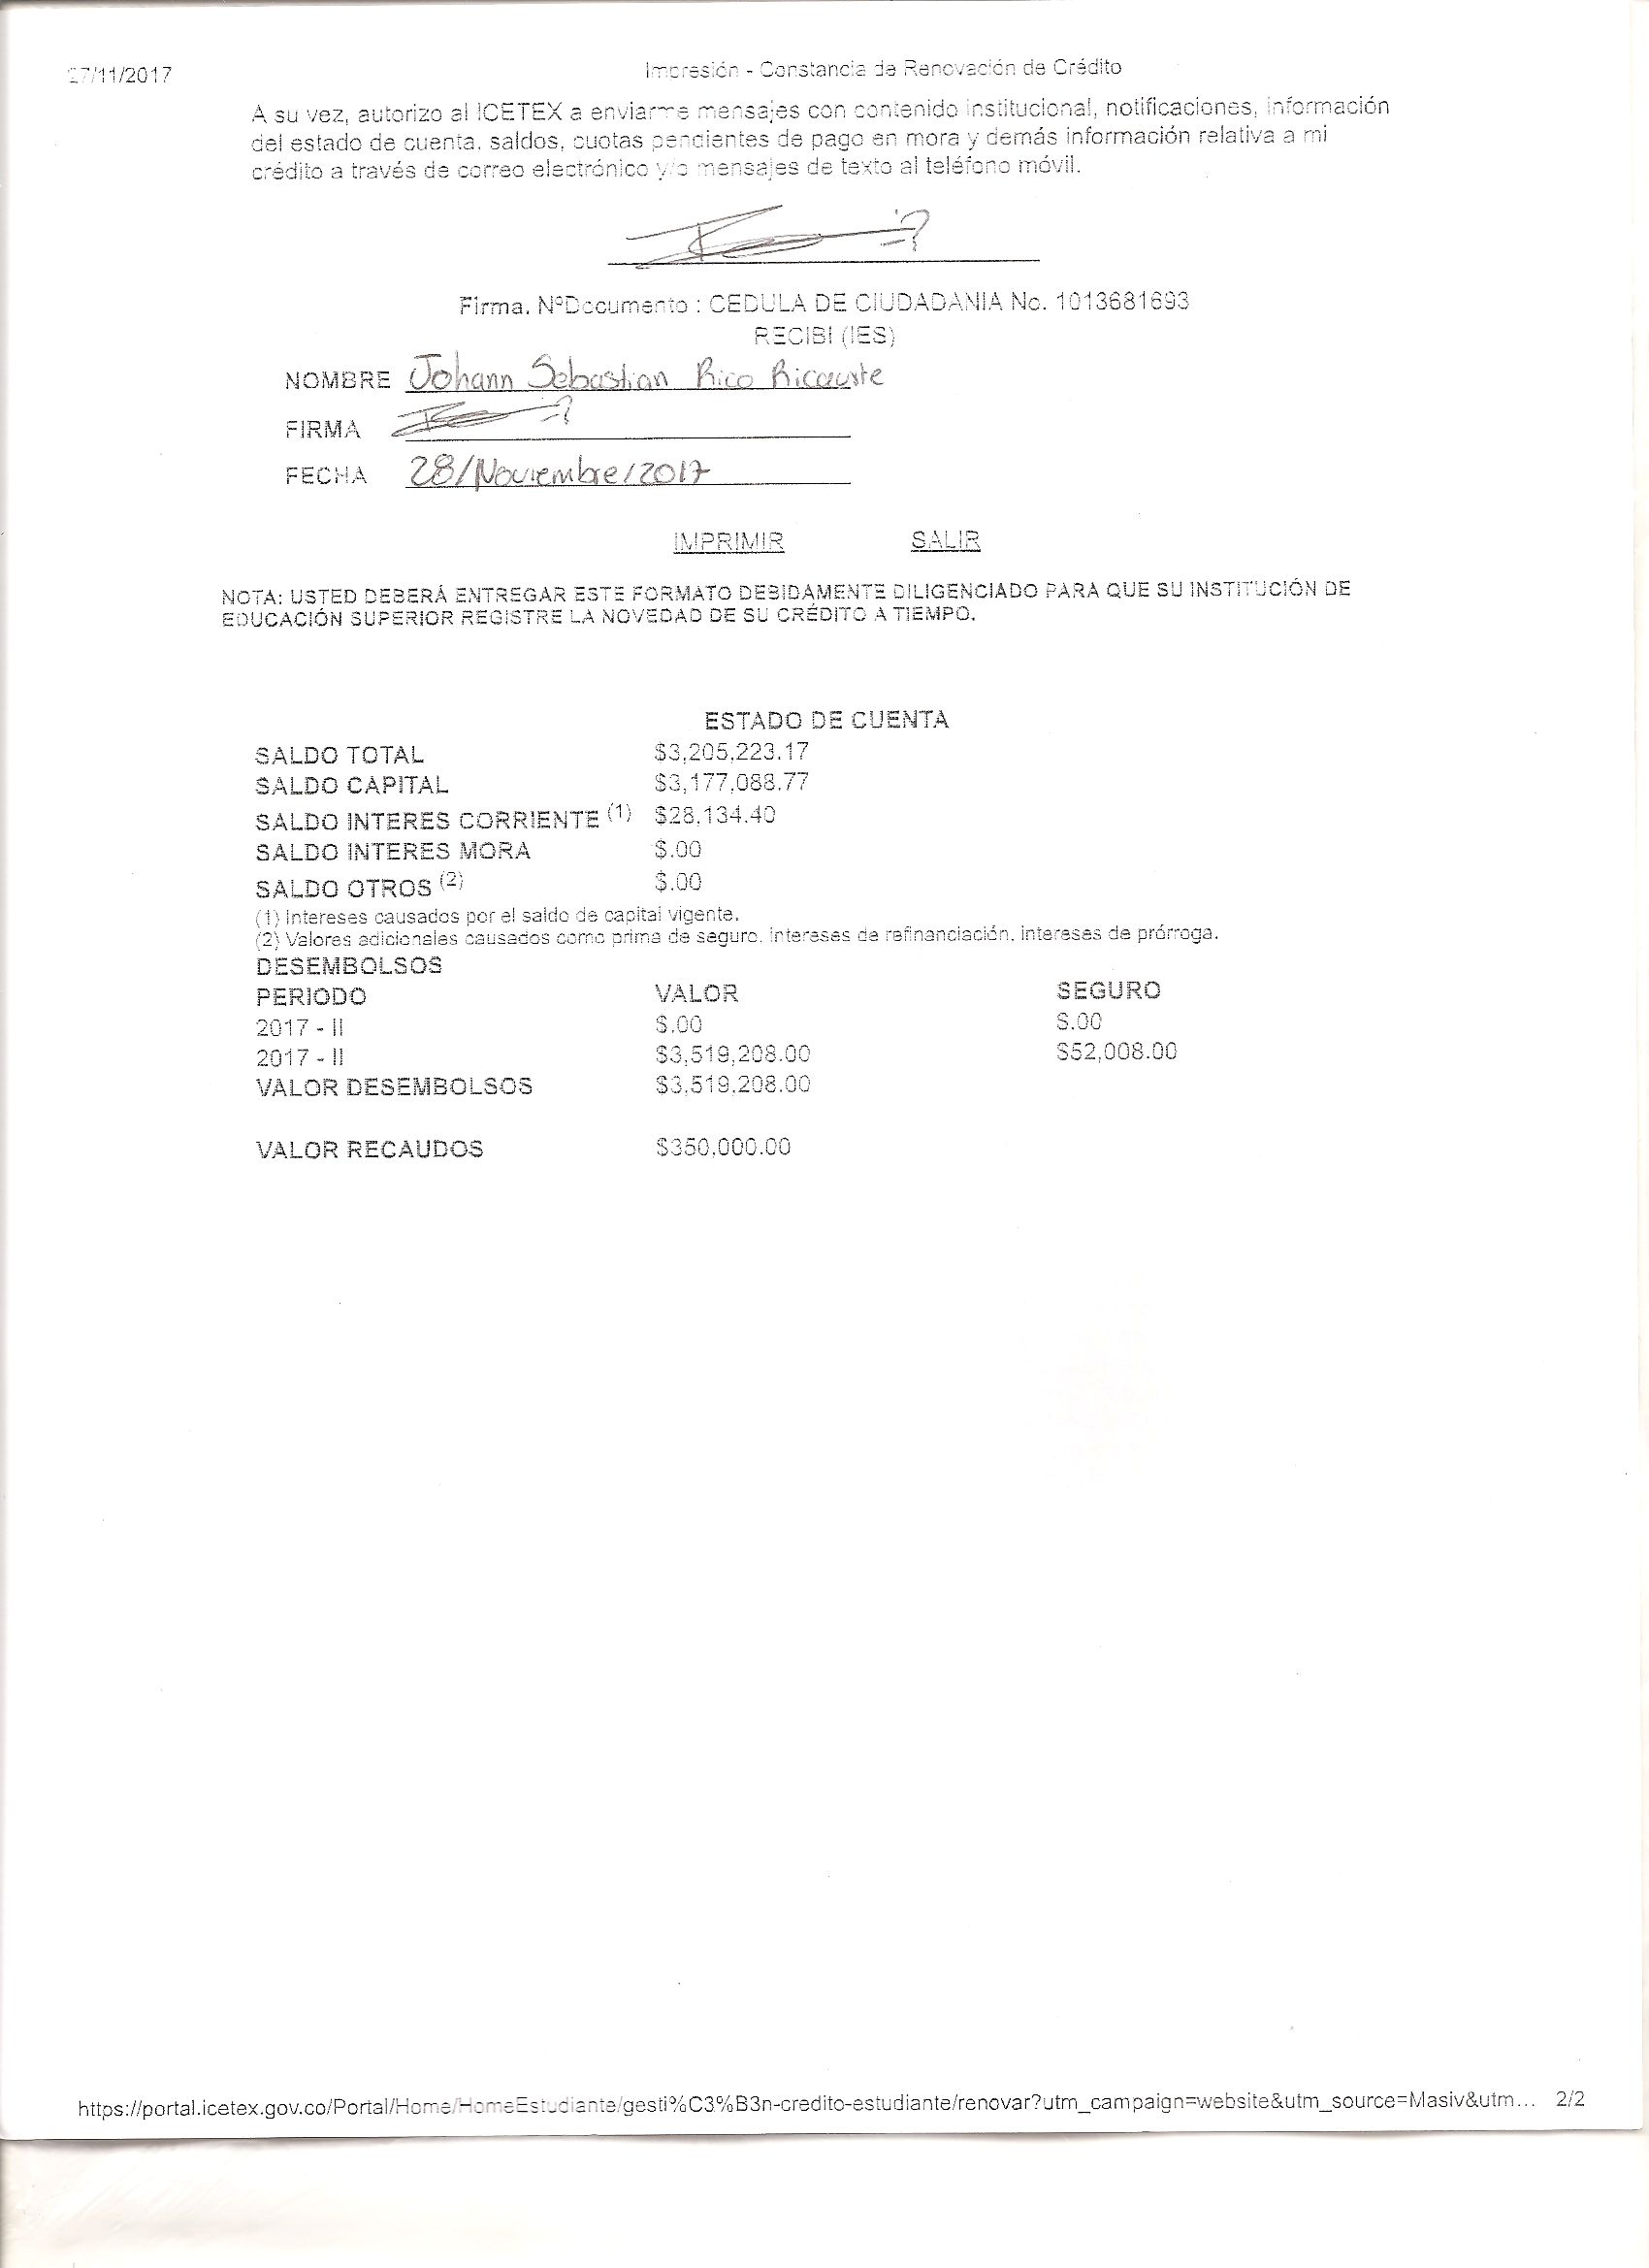 27/11/2017
Impresión - Constancia de Renovación de Crédito
A su vez, autorizo al ICETEX a enviarme mensajes con contenido institucional, notificaciones, información
del estado de cuenta, saldos, cuotas pendientes de pago en mora y demás información relativa a mi
crédito a través de correo electrónico y/o mensajes de texto al teléfono móvil.
Firma. NºDocumento : CEDULA DE CIUDADANIA No. 1013681693
RECIBI (IES)
NOMBRE Johann Sebastian Rico Ricaurte
FIRMA
FECHA 28/Noviembre/2017
IMPRIMIR SALIR
NOTA: USTED DEBERÁ ENTREGAR ESTE FORMATO DEBIDAMENTE DILIGENCIADO PARA QUE SU INSTITUCIÓN DE
EDUCACIÓN SUPERIOR REGISTRE LA NOVEDAD DE SU CRÉDITO A TIEMPO.
ESTADO DE CUENTA
SALDO TOTAL $3,205,223.17
SALDO CAPITAL $3,177,088.77
SALDO INTERES CORRIENTE (1) $28,134.40
SALDO INTERES MORA $.00
SALDO OTROS (2) $.00
(1) Intereses causados por el saldo de capital vigente.
(2) Valores adicionales causados como prima de seguro, intereses de refinanciación, intereses de prórroga.
DESEMBOLSOS
PERIODO VALOR SEGURO
2017 - II $.00 $.00
2017 - II $3,519,208.00 $52,008.00
VALOR DESEMBOLSOS $3,519,208.00
VALOR RECAUDOS $350,000.00
https://portal.icetex.gov.co/Portal/Home/HomeEstudiante/gesti%C3%B3n-credito-estudiante/renovar?utm_campaign=website&utm_source=Masiv&utm... 2/2